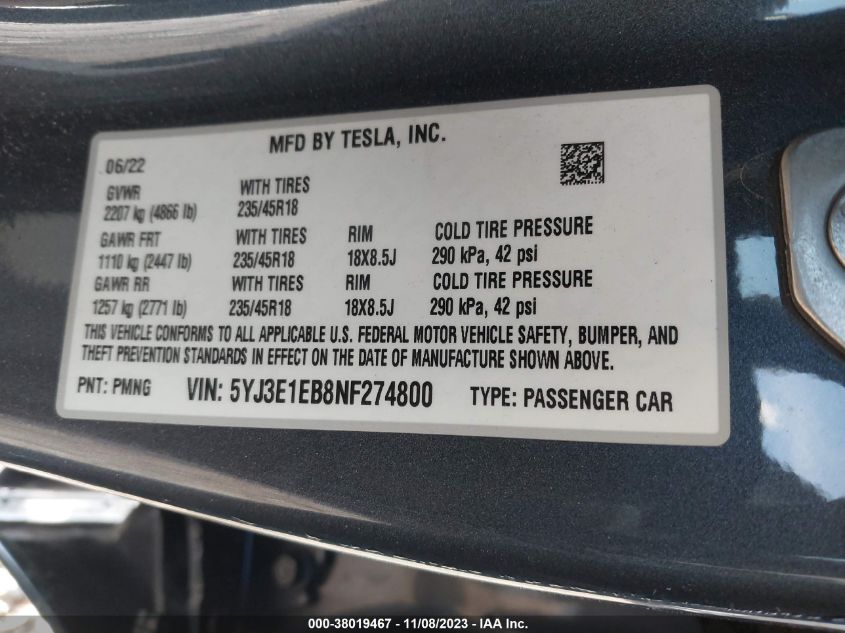 MFD BY TESLA, INC.
06/22
GVWR WITH TIRES
2207 kg (4866 lb) 235/45R18
GAWR FRT WITH TIRES RIM COLD TIRE PRESSURE
1110 kg (2447 lb) 235/45R18 18X8.5J 290 kPa, 42 psi
GAWR RR WITH TIRES RIM COLD TIRE PRESSURE
1257 kg (2771 lb) 235/45R18 18X8.5J 290 kPa, 42 psi
THIS VEHICLE CONFORMS TO ALL APPLICABLE U.S. FEDERAL MOTOR VEHICLE SAFETY, BUMPER, AND
THEFT PREVENTION STANDARDS IN EFFECT ON THE DATE OF MANUFACTURE SHOWN ABOVE.
PNT: PMNG VIN: 5YJ3E1EB8NF274800 TYPE: PASSENGER CAR
000-38019467 - 11/08/2023 - IAA Inc.